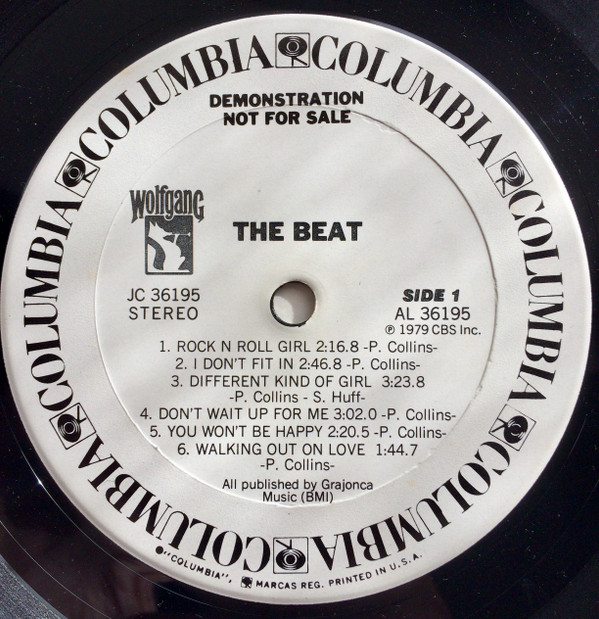 COLUMBIA COLUMBIA COLUMBIA COLUMBIA COLUMBIA COLUMBIA COLUMBIA
DEMONSTRATION
NOT FOR SALE
Wolfgang
THE BEAT
JC 36195
STEREO
SIDE 1
AL 36195
℗ 1979 CBS Inc.
1. ROCK N ROLL GIRL 2:16.8 -P. Collins-
2. I DON'T FIT IN 2:46.8 -P. Collins-
3. DIFFERENT KIND OF GIRL 3:23.8
-P. Collins - S. Huff-
4. DON'T WAIT UP FOR ME 3:02.0 -P. Collins-
5. YOU WON'T BE HAPPY 2:20.5 -P. Collins-
6. WALKING OUT ON LOVE 1:44.7
-P. Collins-
All published by Grajonca
Music (BMI)
"COLUMBIA", MARCAS REG. PRINTED IN U.S.A.